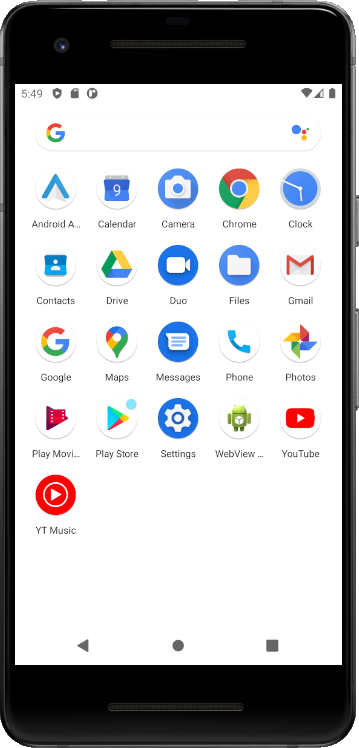 5:49
Android A...
Calendar
Camera
Chrome
Clock
9
Contacts
Drive
Duo
Files
Gmail
Google
Maps
Messages
Phone
Photos
Play Movi...
Play Store
Settings
WebView ...
YouTube
YT Music